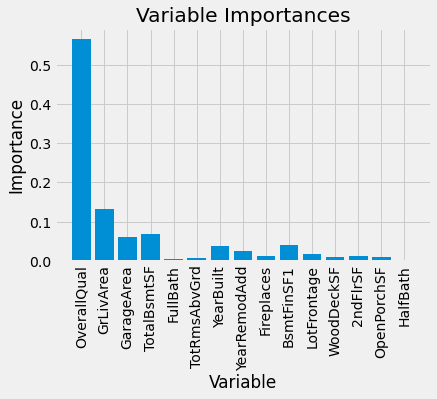 Variable Importances
Importance
0.5
0.4
0.3
0.2
0.1
0.0
OverallQual
GrLivArea
GarageArea
TotalBsmtSF
FullBath
TotRmsAbvGrd
YearBuilt
YearRemodAdd
Fireplaces
BsmtFinSF1
LotFrontage
WoodDeckSF
2ndFlrSF
OpenPorchSF
HalfBath
Variable